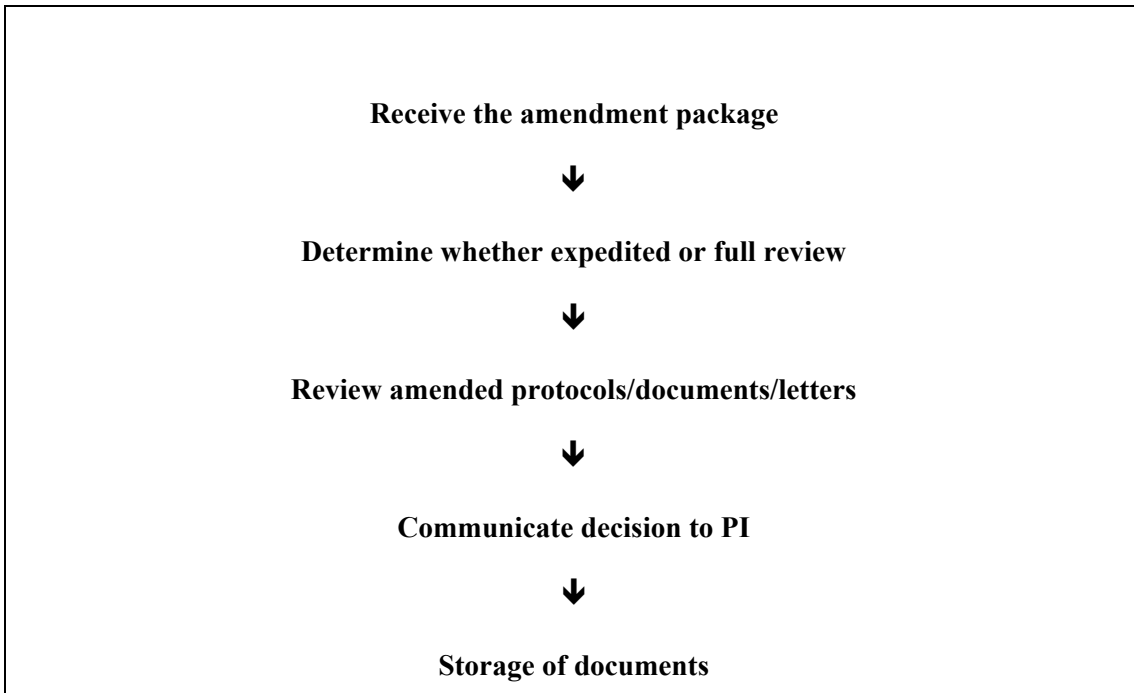 Receive the amendment package
🡻
Determine whether expedited or full review
🡻
Review amended protocols/documents/letters
🡻
Communicate decision to PI
🡻
Storage of documents